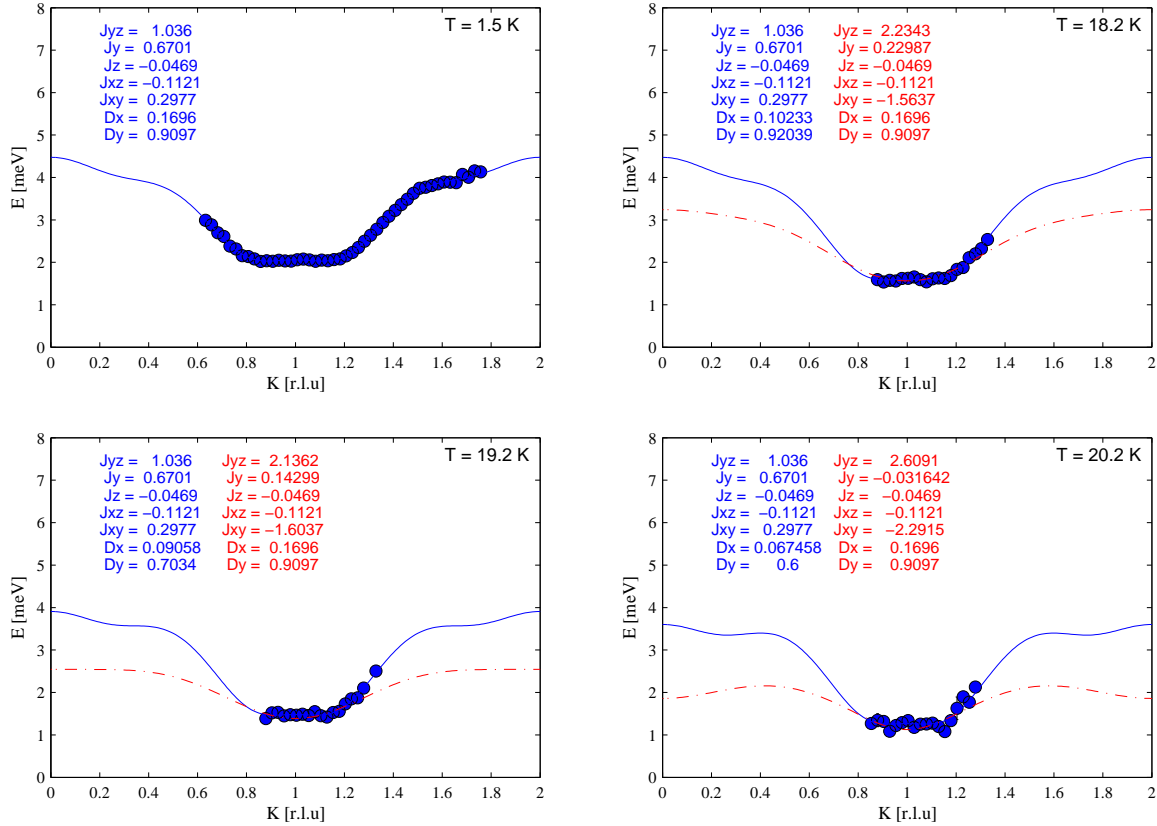 T = 1.5 K
Jyz = 1.036
Jy = 0.6701
Jz = −0.0469
Jxz = −0.1121
Jxy = 0.2977
Dx = 0.1696
Dy = 0.9097
E [meV]
8
7
6
5
4
3
2
1
0
0 0.2 0.4 0.6 0.8 1 1.2 1.4 1.6 1.8 2
K [r.l.u]
T = 18.2 K
Jyz = 1.036 Jyz = 2.2343
Jy = 0.6701 Jy = 0.22987
Jz = −0.0469 Jz = −0.0469
Jxz = −0.1121 Jxz = −0.1121
Jxy = 0.2977 Jxy = −1.5637
Dx = 0.10233 Dx = 0.1696
Dy = 0.92039 Dy = 0.9097
E [meV]
8
7
6
5
4
3
2
1
0
0 0.2 0.4 0.6 0.8 1 1.2 1.4 1.6 1.8 2
K [r.l.u]
T = 19.2 K
Jyz = 1.036 Jyz = 2.1362
Jy = 0.6701 Jy = 0.14299
Jz = −0.0469 Jz = −0.0469
Jxz = −0.1121 Jxz = −0.1121
Jxy = 0.2977 Jxy = −1.6037
Dx = 0.09058 Dx = 0.1696
Dy = 0.7034 Dy = 0.9097
E [meV]
8
7
6
5
4
3
2
1
0
0 0.2 0.4 0.6 0.8 1 1.2 1.4 1.6 1.8 2
K [r.l.u]
T = 20.2 K
Jyz = 1.036 Jyz = 2.6091
Jy = 0.6701 Jy = −0.031642
Jz = −0.0469 Jz = −0.0469
Jxz = −0.1121 Jxz = −0.1121
Jxy = 0.2977 Jxy = −2.2915
Dx = 0.067458 Dx = 0.1696
Dy = 0.6 Dy = 0.9097
E [meV]
8
7
6
5
4
3
2
1
0
0 0.2 0.4 0.6 0.8 1 1.2 1.4 1.6 1.8 2
K [r.l.u]